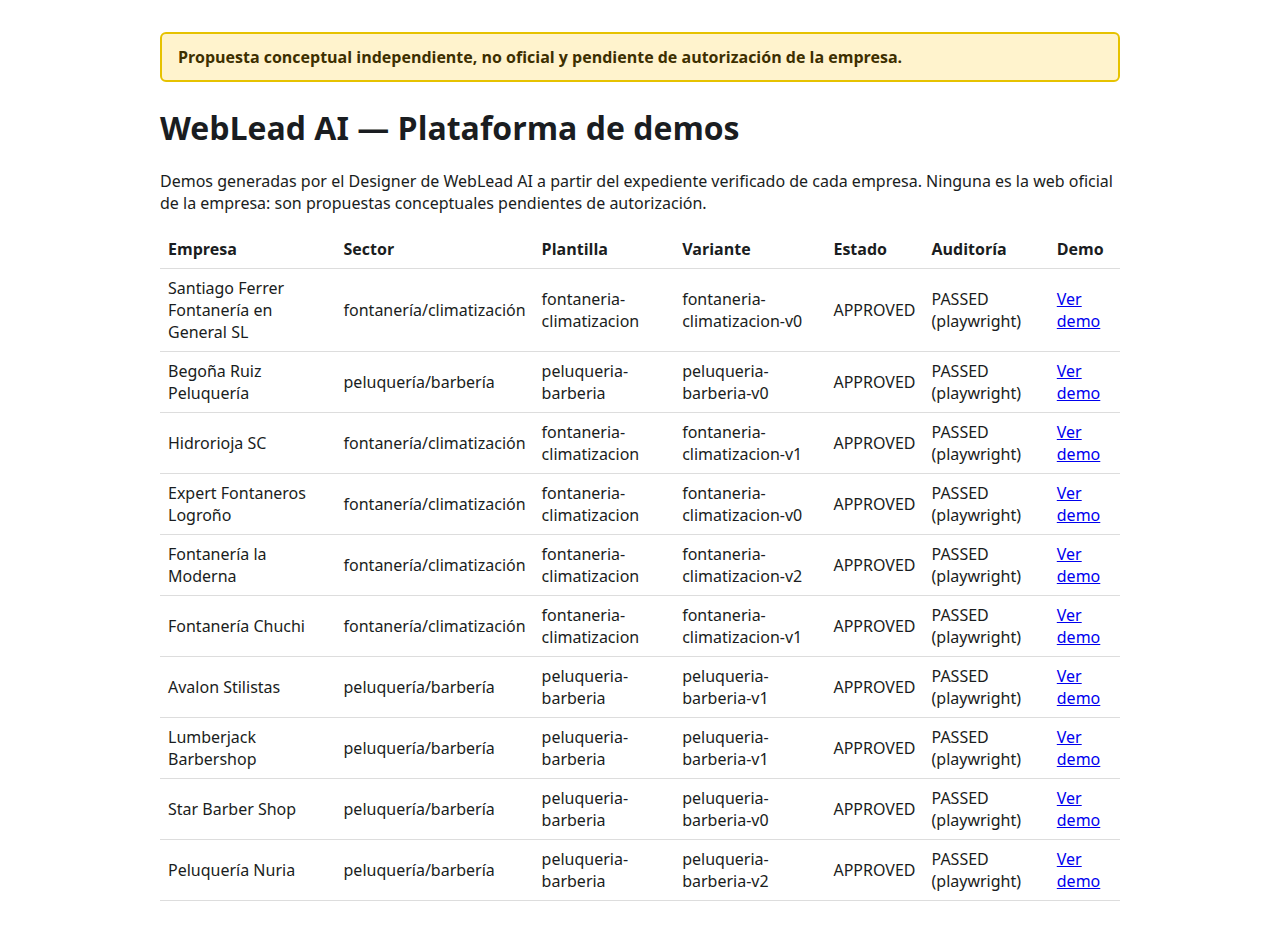 Propuesta conceptual independiente, no oficial y pendiente de autorización de la empresa.
WebLead AI — Plataforma de demos
Demos generadas por el Designer de WebLead AI a partir del expediente verificado de cada empresa. Ninguna es la web oficial
de la empresa: son propuestas conceptuales pendientes de autorización.
Empresa Sector Plantilla Variante Estado Auditoría Demo
Santiago Ferrer
Fontanería en
General SL
fontanería/climatización
fontaneria-
climatizacion
fontaneria-
climatizacion-v0
APPROVED
PASSED
(playwright)
Ver
demo
Begoña Ruiz
Peluquería
peluquería/barbería
peluqueria-
barberia
peluqueria-
barberia-v0
APPROVED
PASSED
(playwright)
Ver
demo
Hidrorioja SC
fontanería/climatización
fontaneria-
climatizacion
fontaneria-
climatizacion-v1
APPROVED
PASSED
(playwright)
Ver
demo
Expert Fontaneros
Logroño
fontanería/climatización
fontaneria-
climatizacion
fontaneria-
climatizacion-v0
APPROVED
PASSED
(playwright)
Ver
demo
Fontanería la
Moderna
fontanería/climatización
fontaneria-
climatizacion
fontaneria-
climatizacion-v2
APPROVED
PASSED
(playwright)
Ver
demo
Fontanería Chuchi
fontanería/climatización
fontaneria-
climatizacion
fontaneria-
climatizacion-v1
APPROVED
PASSED
(playwright)
Ver
demo
Avalon Stilistas
peluquería/barbería
peluqueria-
barberia
peluqueria-
barberia-v1
APPROVED
PASSED
(playwright)
Ver
demo
Lumberjack
Barbershop
peluquería/barbería
peluqueria-
barberia
peluqueria-
barberia-v1
APPROVED
PASSED
(playwright)
Ver
demo
Star Barber Shop
peluquería/barbería
peluqueria-
barberia
peluqueria-
barberia-v0
APPROVED
PASSED
(playwright)
Ver
demo
Peluquería Nuria
peluquería/barbería
peluqueria-
barberia
peluqueria-
barberia-v2
APPROVED
PASSED
(playwright)
Ver
demo